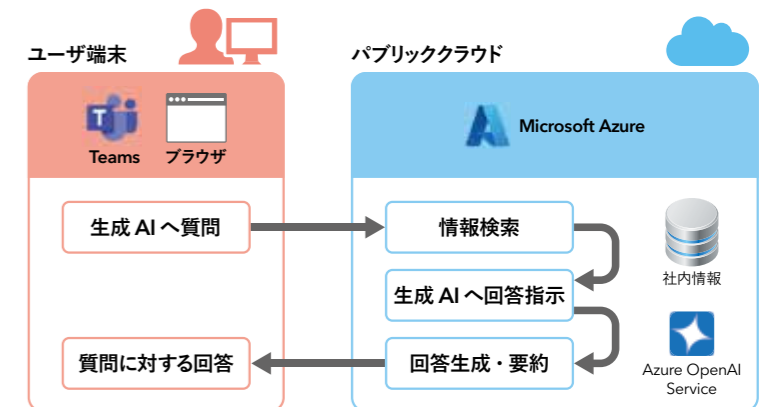 ユーザ端末
パブリッククラウド
T
Teams
ブラウザ
Microsoft Azure
生成 AI へ質問
情報検索
社内情報
生成 AI へ回答指示
質問に対する回答
回答生成・要約
Azure OpenAI
Service